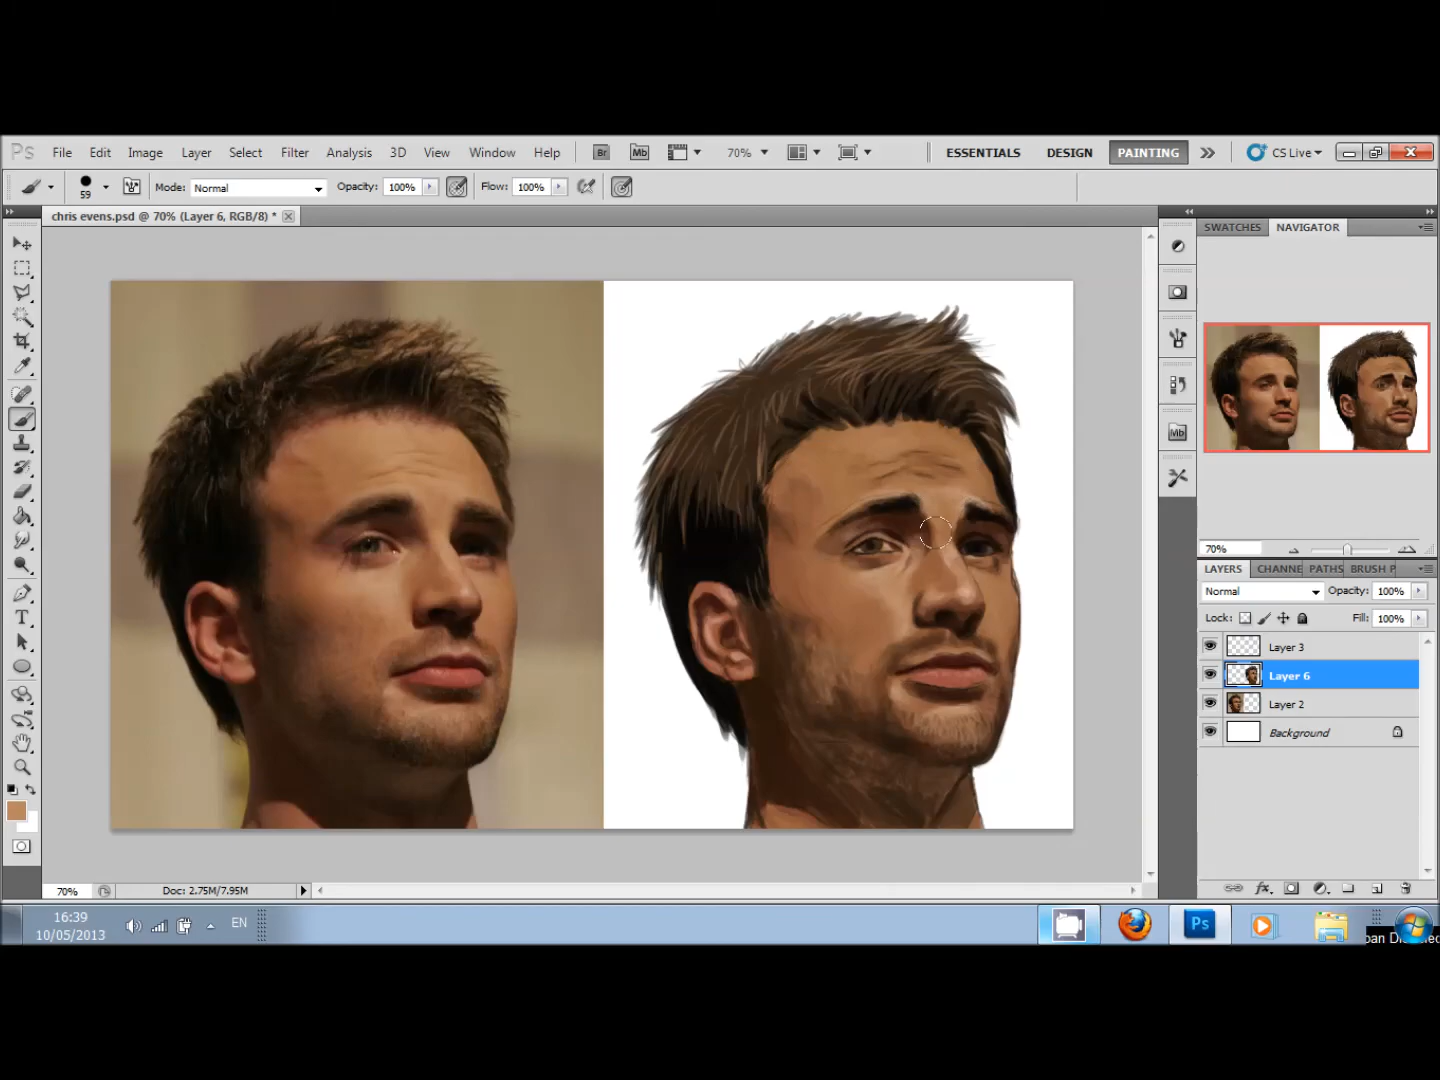 Ps File Edit Image Layer Select Filter Analysis 3D View Window Help Br Mb 70% ESSENTIALS DESIGN PAINTING CS Live
59 Mode: Normal Opacity: 100% Flow: 100%
chris evens.psd @ 70% (Layer 6, RGB/8) *
SWATCHES NAVIGATOR
Mb
70%
LAYERS CHANNE PATHS BRUSH P
Normal Opacity: 100%
Lock: Fill: 100%
Layer 3
Layer 6
Layer 2
Background
T
70% Doc: 2.75M/7.95M
16:39
10/05/2013
EN
Ps